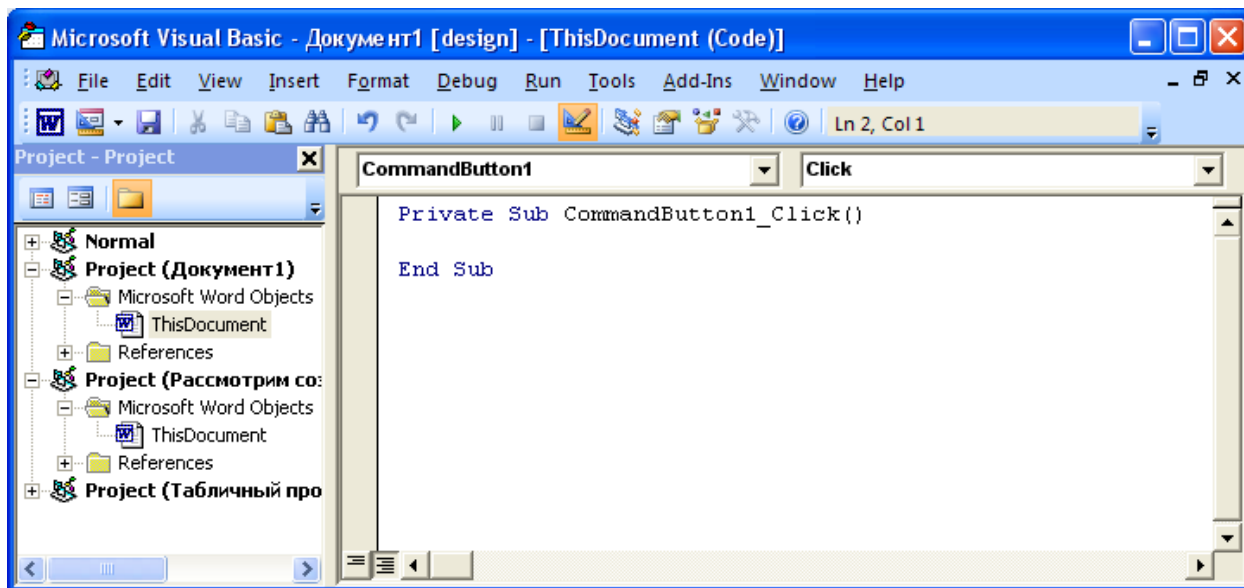 Microsoft Visual Basic - Документ1 [design] - [ThisDocument (Code)]
File Edit View Insert Format Debug Run Tools Add-Ins Window Help
Ln 2, Col 1
Project - Project
CommandButton1 Click
Private Sub CommandButton1_Click()
End Sub
Normal
Project (Документ1)
Microsoft Word Objects
ThisDocument
References
Project (Рассмотрим соз
Microsoft Word Objects
ThisDocument
References
Project (Табличный про